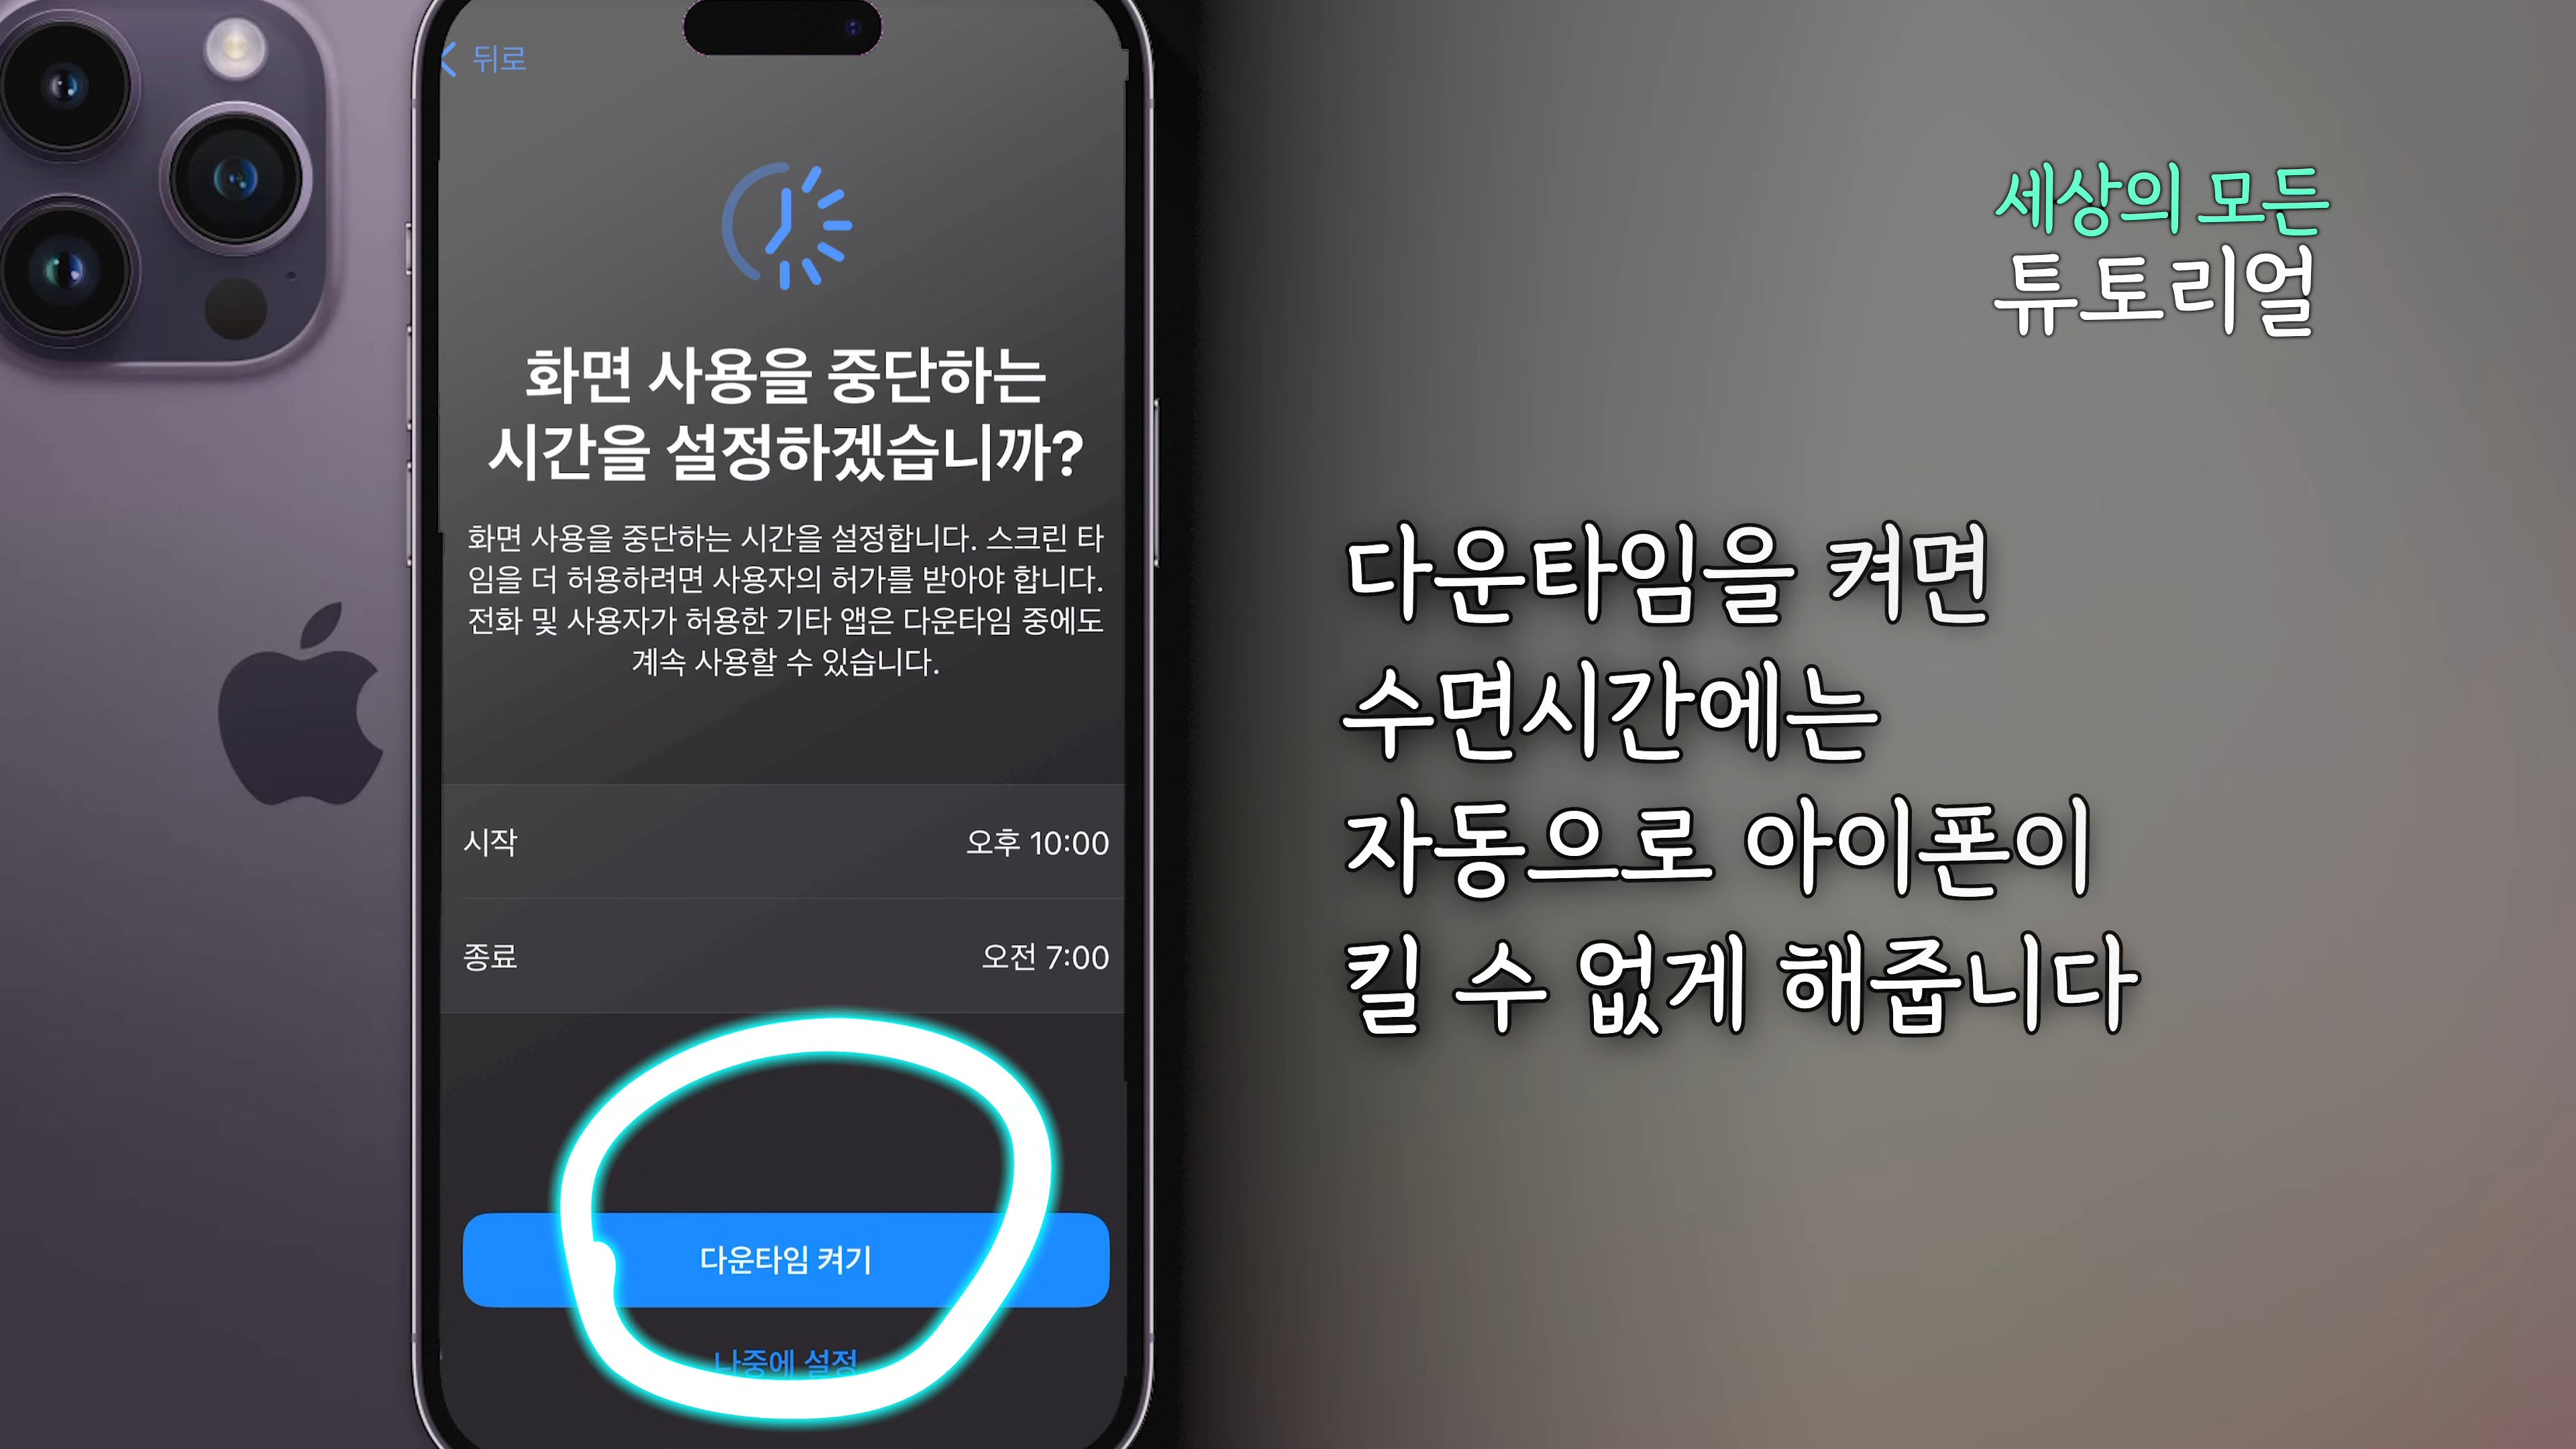 뒤로
화면 사용을 중단하는
시간을 설정하겠습니까?
화면 사용을 중단하는 시간을 설정합니다. 스크린 타
임을 더 허용하려면 사용자의 허가를 받아야 합니다.
전화 및 사용자가 허용한 기타 앱은 다운타임 중에도
계속 사용할 수 있습니다.
시작 오후 10:00
종료 오전 7:00
다운타임 켜기
나중에 설정
세상의 모든
튜토리얼
다운타임을 켜면
수면시간에는
자동으로 아이폰이
킬 수 없게 해줍니다